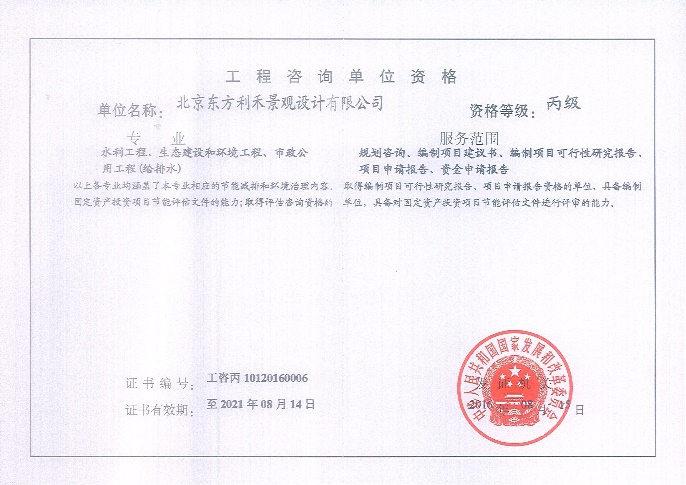 工程咨询单位资格
单位名称: 北京东方利禾景观设计有限公司 资格等级: 丙级
专 业 服务范围
水利工程、生态建设和环境工程、市政公 规划咨询、编制项目建议书、编制项目可行性研究报告、
用工程(给排水) 项目申请报告、资金申请报告
以上各专业均涵盖了本专业相应的节能减排和环境治理内容。 取得编制项目可行性研究报告、项目申请报告资格的单位,具备编制
固定资产投资项目节能评估文件的能力;取得评估咨询资格的 单位,具备对固定资产投资项目节能评估文件进行评审的能力。
中华人民共和国国家发展和改革委员会
证书编号: 工咨丙 10120160006 发证机关
证书有效期: 至 2021 年 08 月 14 日 2016 年 08 月 15 日